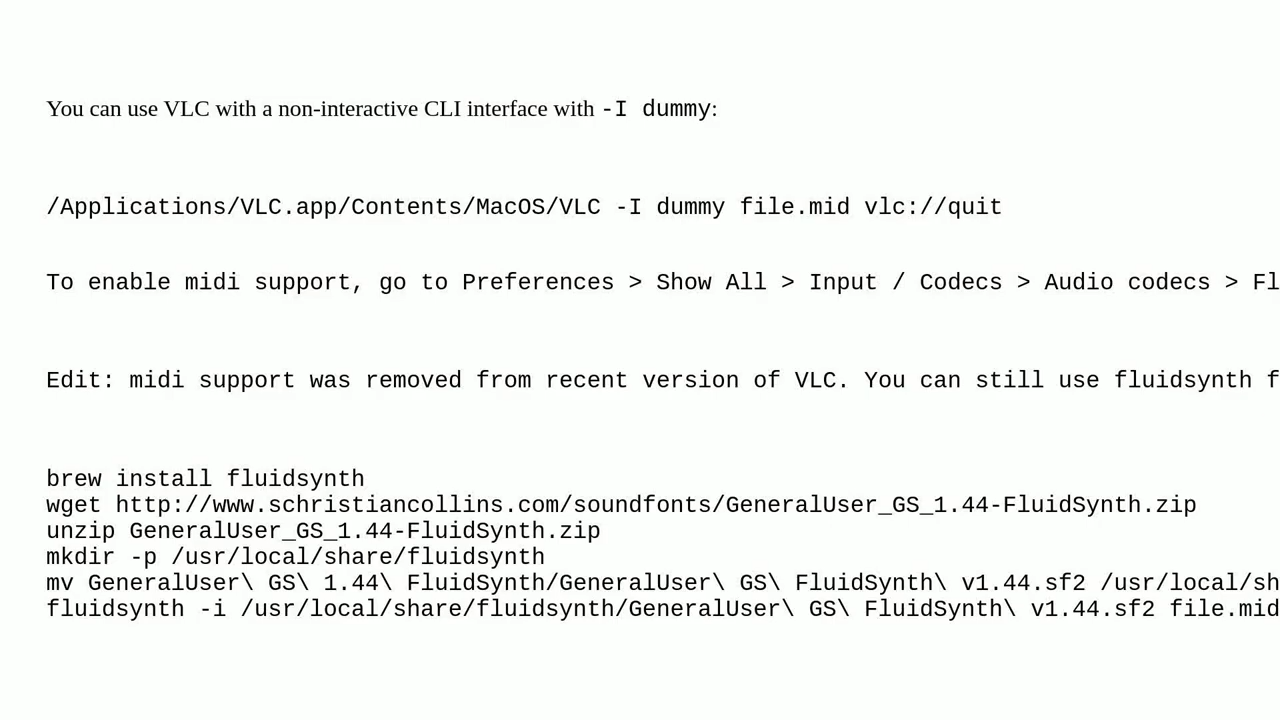 You can use VLC with a non-interactive CLI interface with -I dummy:
/Applications/VLC.app/Contents/MacOS/VLC -I dummy file.mid vlc://quit
To enable midi support, go to Preferences > Show All > Input / Codecs > Audio codecs >
Edit: midi support was removed from recent version of VLC. You can still use fluidsynth
brew install fluidsynth
wget http://www.schristiancollins.com/soundfonts/GeneralUser_GS_1.44-FluidSynth.zip
unzip GeneralUser_GS_1.44-FluidSynth.zip
mkdir -p /usr/local/share/fluidsynth
mv GeneralUser\ GS\ 1.44\ FluidSynth/GeneralUser\ GS\ FluidSynth\ v1.44.sf2 /usr/local/sh
fluidsynth -i /usr/local/share/fluidsynth/GeneralUser\ GS\ FluidSynth\ v1.44.sf2 file.mid